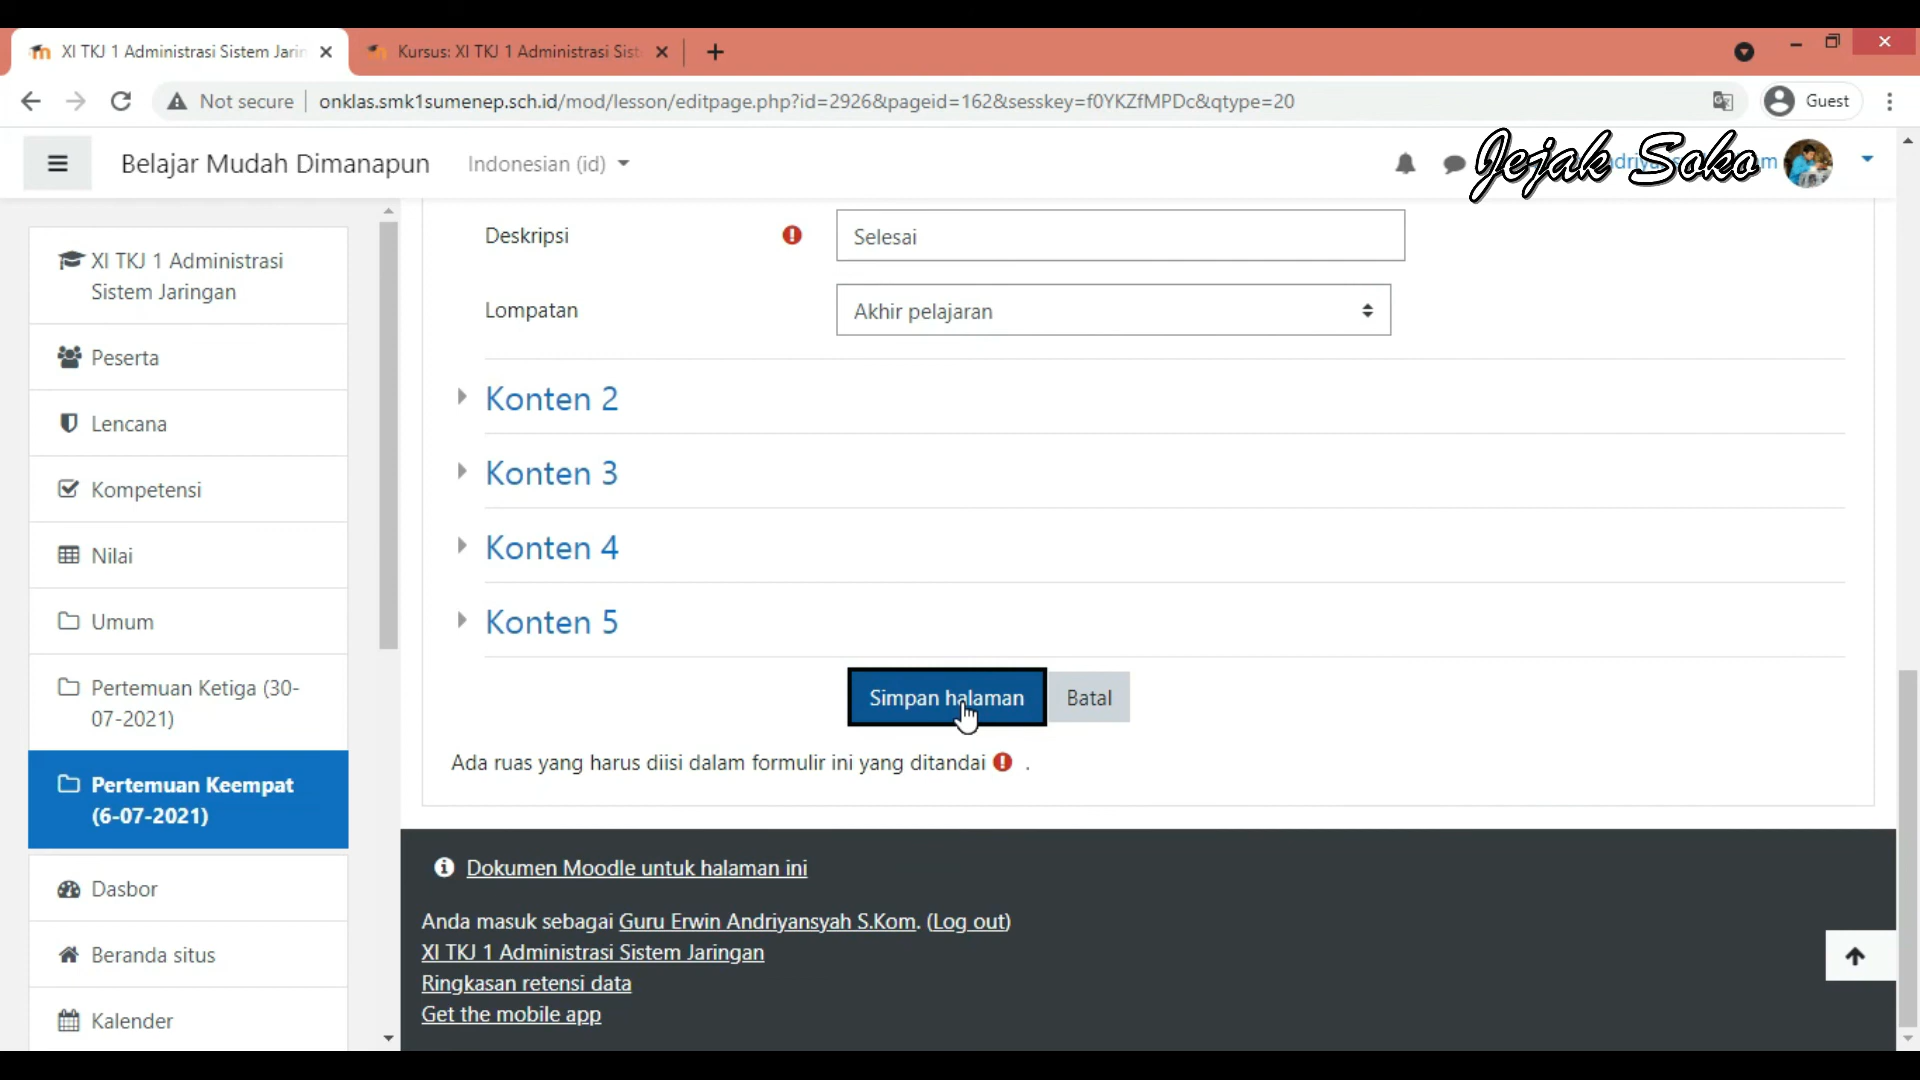 XI TKJ 1 Administrasi Sistem Jarin
Kursus: XI TKJ 1 Administrasi Sist
Not secure
onklas.smk1sumenep.sch.id/mod/lesson/editpage.php?id=2926&pageid=162&sesskey=f0YKZfMPDc&qtype=20
Guest
Belajar Mudah Dimanapun
Indonesian (id)
Jejak Soko
XI TKJ 1 Administrasi
Sistem Jaringan
Peserta
Lencana
Kompetensi
Nilai
Umum
Pertemuan Ketiga (30-
07-2021)
Pertemuan Keempat
(6-07-2021)
Dasbor
Beranda situs
Kalender
Deskripsi
Selesai
Lompatan
Akhir pelajaran
Konten 2
Konten 3
Konten 4
Konten 5
Simpan halaman
Batal
Ada ruas yang harus diisi dalam formulir ini yang ditandai .
Dokumen Moodle untuk halaman ini
Anda masuk sebagai Guru Erwin Andriyansyah S.Kom. (Log out)
XI TKJ 1 Administrasi Sistem Jaringan
Ringkasan retensi data
Get the mobile app